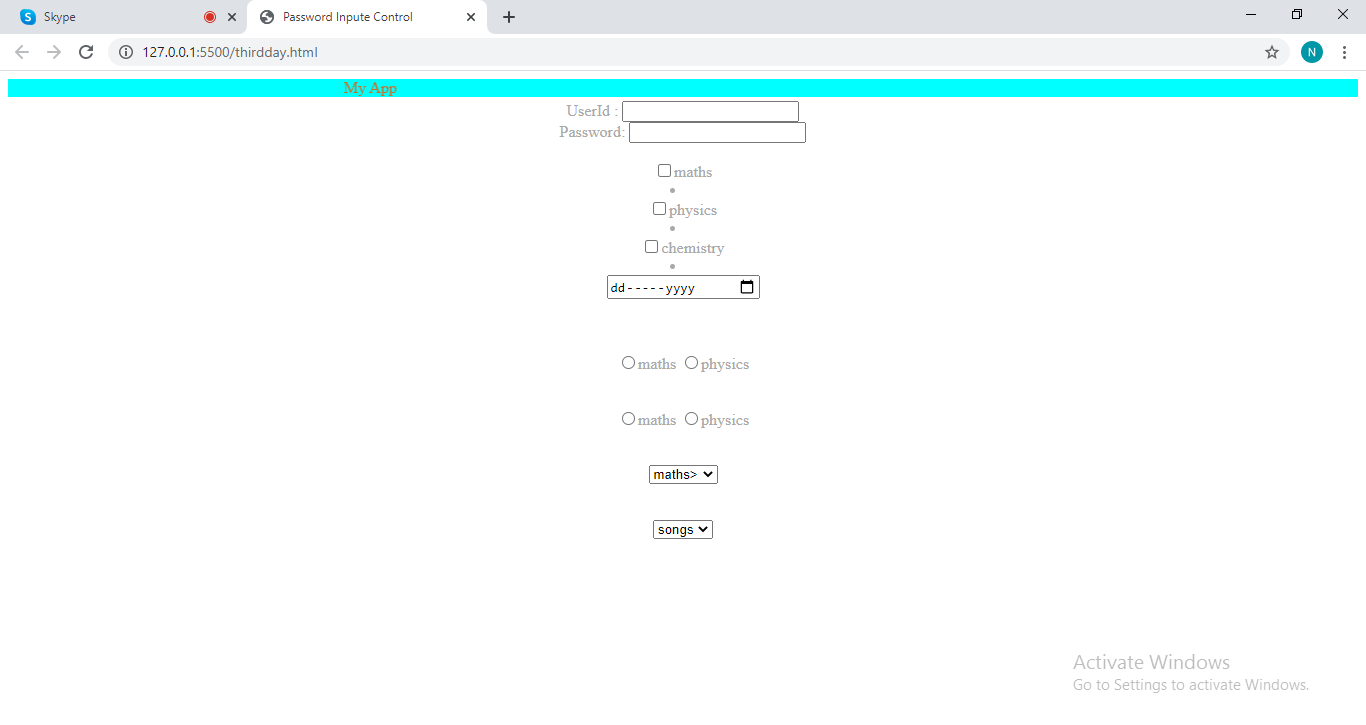 Skype
Password Inpute Control
127.0.0.1:5500/thirdday.html
N
My App
UserId :
Password:
maths
physics
chemistry
dd-----yyyy
maths physics
maths physics
maths>
songs
Activate Windows
Go to Settings to activate Windows.